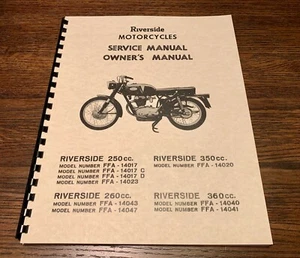 Riverside
MOTORCYCLES
SERVICE MANUAL
OWNER'S MANUAL
RIVERSIDE 250cc.
MODEL NUMBER FFA - 14017
MODEL NUMBER FFA - 14017 C
MODEL NUMBER FFA - 14017 D
MODEL NUMBER FFA - 14023
RIVERSIDE 350cc.
MODEL NUMBER FFA - 14020
RIVERSIDE 260cc.
MODEL NUMBER FFA - 14043
MODEL NUMBER FFA - 14047
RIVERSIDE 360cc.
MODEL NUMBER FFA - 14040
MODEL NUMBER FFA - 14041